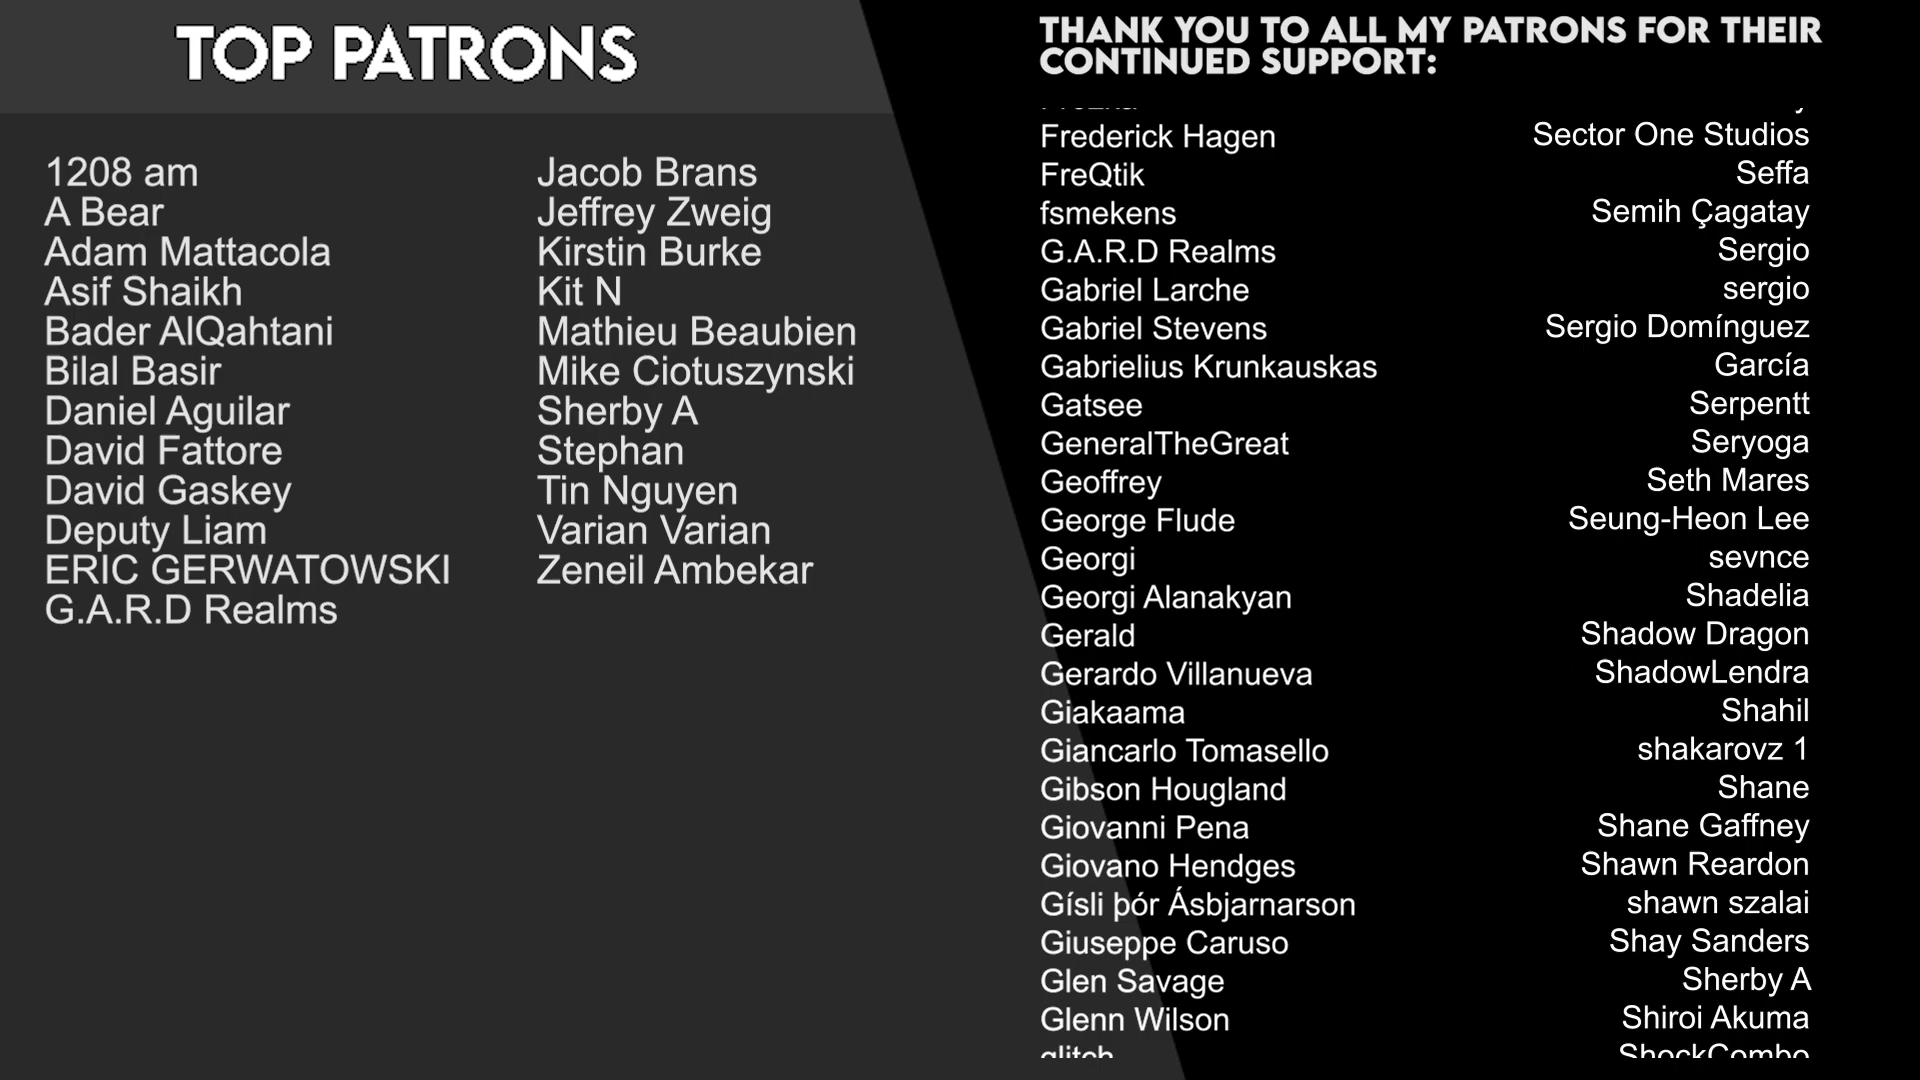 TOP PATRONS
1208 am
A Bear
Adam Mattacola
Asif Shaikh
Bader AlQahtani
Bilal Basir
Daniel Aguilar
David Fattore
David Gaskey
Deputy Liam
ERIC GERWATOWSKI
G.A.R.D Realms
Jacob Brans
Jeffrey Zweig
Kirstin Burke
Kit N
Mathieu Beaubien
Mike Ciotuszynski
Sherby A
Stephan
Tin Nguyen
Varian Varian
Zeneil Ambekar
THANK YOU TO ALL MY PATRONS FOR THEIR
CONTINUED SUPPORT:
Frederick Hagen
FreQtik
fsmekens
G.A.R.D Realms
Gabriel Larche
Gabriel Stevens
Gabrielius Krunkauskas
Gatsee
GeneralTheGreat
Geoffrey
George Flude
Georgi
Georgi Alanakyan
Gerald
Gerardo Villanueva
Giakaama
Giancarlo Tomasello
Gibson Hougland
Giovanni Pena
Giovano Hendges
Gísli þór Ásbjarnarson
Giuseppe Caruso
Glen Savage
Glenn Wilson
glitch
Sector One Studios
Seffa
Semih Çagatay
Sergio
sergio
Sergio Domínguez
García
Serpentt
Seryoga
Seth Mares
Seung-Heon Lee
sevnce
Shadelia
Shadow Dragon
ShadowLendra
Shahil
shakarovz 1
Shane
Shane Gaffney
Shawn Reardon
shawn szalai
Shay Sanders
Sherby A
Shiroi Akuma
ShockCombo